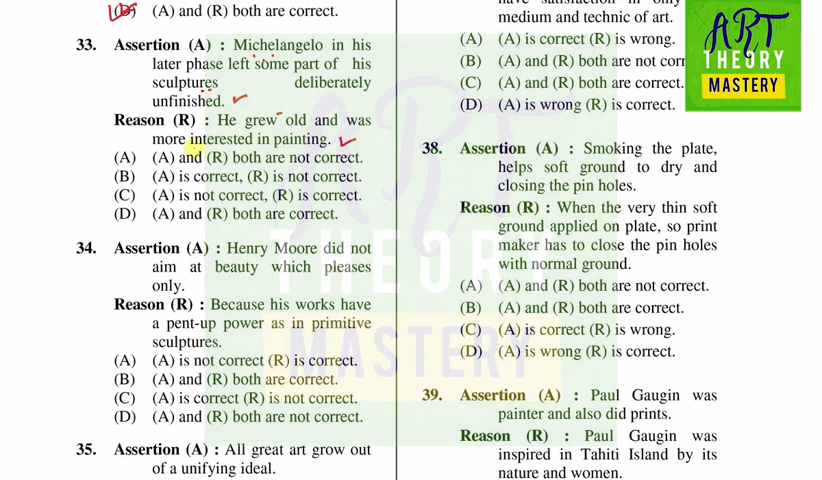 (B) (A) and (R) both are correct.
33. Assertion (A) : Michelangelo in his
later phase left some part of his
sculptures deliberately
unfinished.
Reason (R) : He grew old and was
more interested in painting.
(A) (A) and (R) both are not correct.
(B) (A) is correct, (R) is not correct.
(C) (A) is not correct, (R) is correct.
(D) (A) and (R) both are correct.
34. Assertion (A) : Henry Moore did not
aim at beauty which pleases
only.
Reason (R) : Because his works have
a pent-up power as in primitive
sculptures.
(A) (A) is not correct (R) is correct.
(B) (A) and (R) both are correct.
(C) (A) is correct (R) is not correct.
(D) (A) and (R) both are not correct.
35. Assertion (A) : All great art grow out
of a unifying ideal.
have satisfaction in only
medium and technic of art.
(A) (A) is correct (R) is wrong.
(B) (A) and (R) both are not corr
(C) (A) and (R) both are correct.
(D) (A) is wrong (R) is correct.
38. Assertion (A) : Smoking the plate,
helps soft ground to dry and
closing the pin holes.
Reason (R) : When the very thin soft
ground applied on plate, so print
maker has to close the pin holes
with normal ground.
(A) (A) and (R) both are not correct.
(B) (A) and (R) both are correct.
(C) (A) is correct (R) is wrong.
(D) (A) is wrong (R) is correct.
39. Assertion (A) : Paul Gaugin was
painter and also did prints.
Reason (R) : Paul Gaugin was
inspired in Tahiti Island by its
nature and women.
ART
THEORY
MASTERY
ART
THEORY
MASTERY